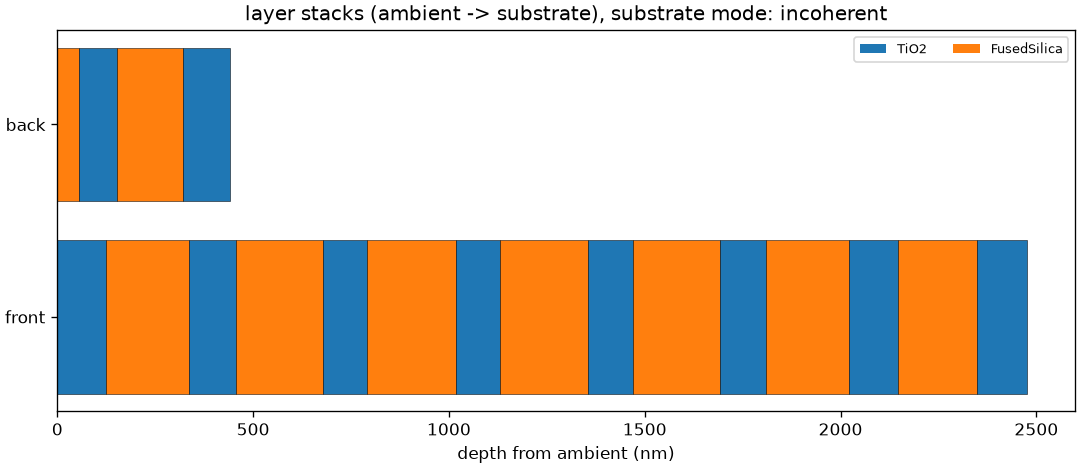 layer stacks (ambient -> substrate), substrate mode: incoherent
TiO2 FusedSilica
back
front
0 500 1000 1500 2000 2500
depth from ambient (nm)